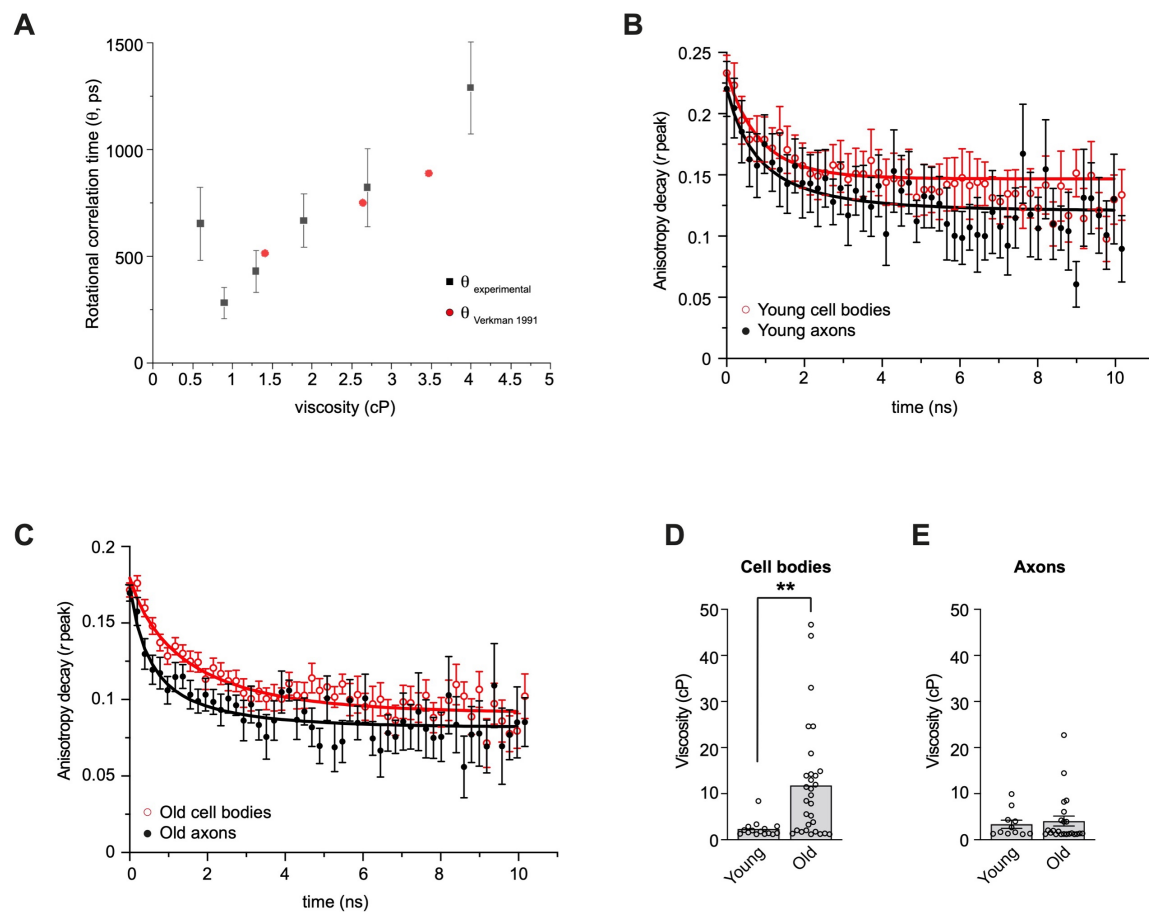 A
Rotational correlation time (θ, ps)
1500
1000
500
0
0 0.5 1 1.5 2 2.5 3 3.5 4 4.5 5
viscosity (cP)
θ experimental
θ Verkman 1991
B
Anisotropy decay (r peak)
0.25
0.2
0.15
0.1
0.05
0
0 2 4 6 8 10
time (ns)
Young cell bodies
Young axons
C
Anisotropy decay (r peak)
0.2
0.15
0.1
0.05
0
0 2 4 6 8 10
time (ns)
Old cell bodies
Old axons
D
Cell bodies
**
Viscosity (cP)
50
40
30
20
10
0
Young Old
E
Axons
Viscosity (cP)
50
40
30
20
10
0
Young Old